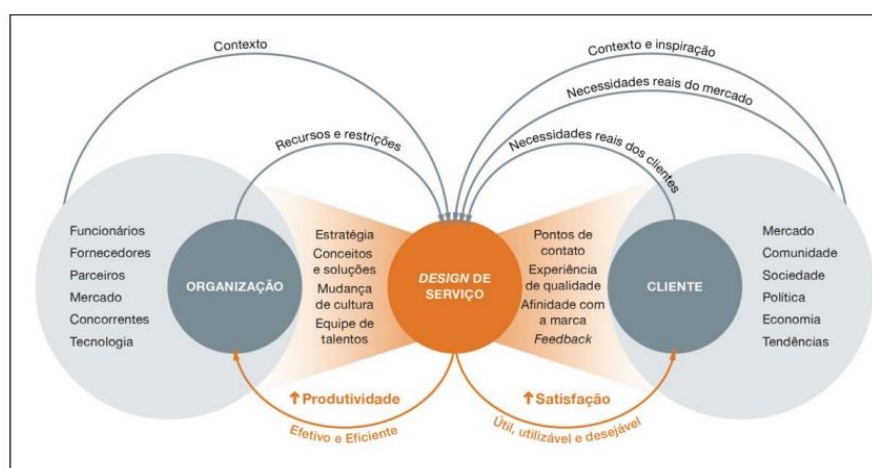 Contexto
Contexto e inspiração
Necessidades reais do mercado
Recursos e restrições
Necessidades reais dos clientes
Funcionários
Fornecedores
Parceiros
Mercado
Concorrentes
Tecnologia
ORGANIZAÇÃO
Estratégia
Conceitos
e soluções
Mudança
de cultura
Equipe de
talentos
DESIGN DE
SERVIÇO
Pontos de
contato
Experiência
de qualidade
Afinidade com
a marca
Feedback
CLIENTE
Mercado
Comunidade
Sociedade
Política
Economia
Tendências
↑ Produtividade
Efetivo e Eficiente
↑ Satisfação
Útil, utilizável e desejável